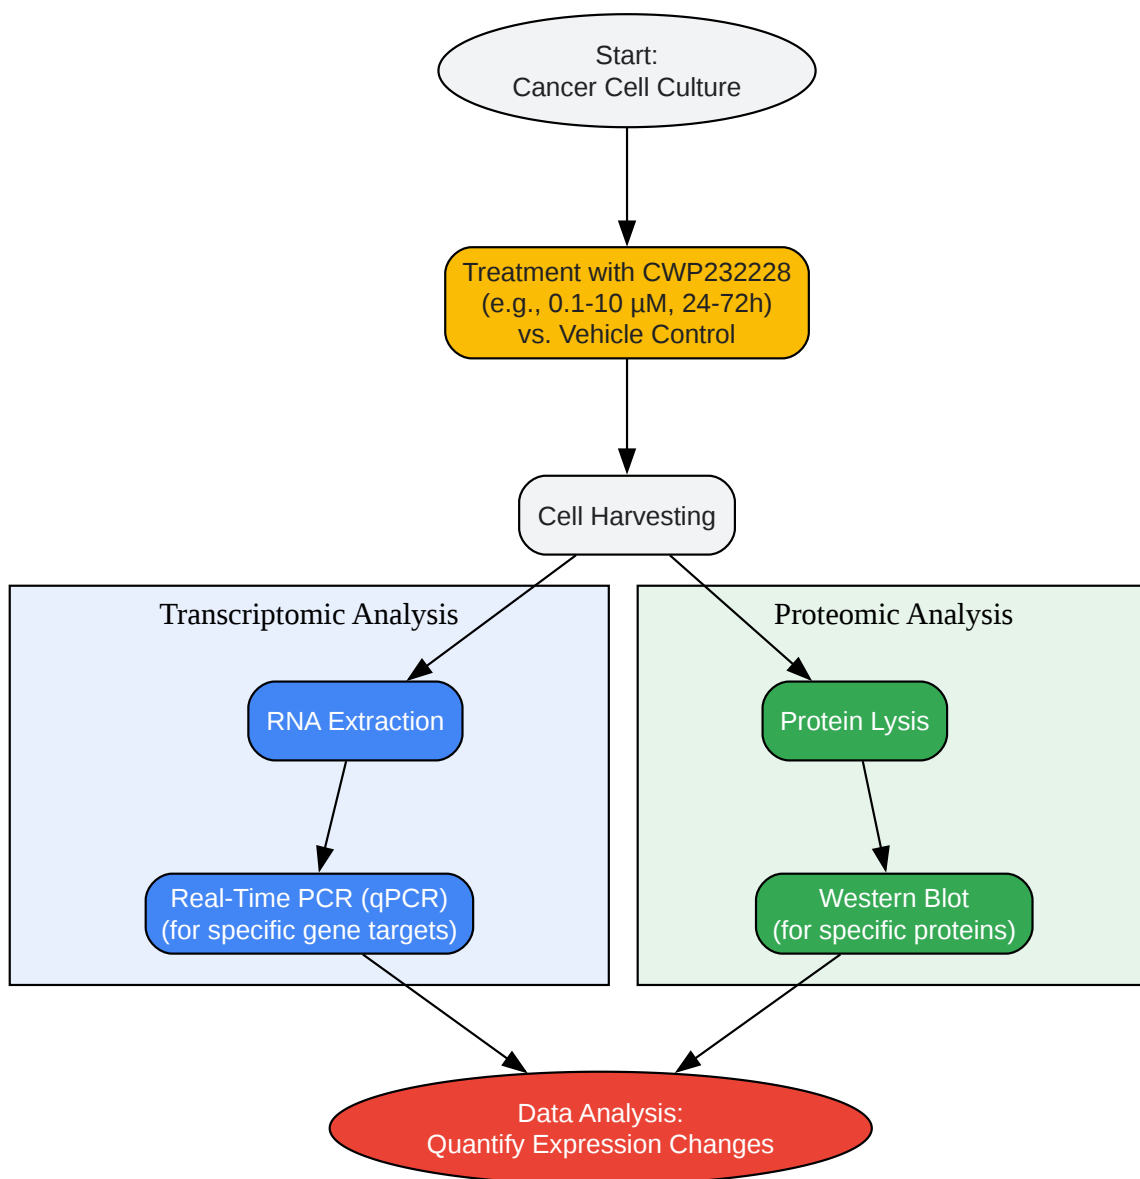 Start:
Cancer Cell Culture
Treatment with CWP232228
(e.g., 0.1-10 µM, 24-72h)
vs. Vehicle Control
Cell Harvesting
Transcriptomic Analysis
RNA Extraction
Real-Time PCR (qPCR)
(for specific gene targets)
Proteomic Analysis
Protein Lysis
Western Blot
(for specific proteins)
Data Analysis:
Quantify Expression Changes